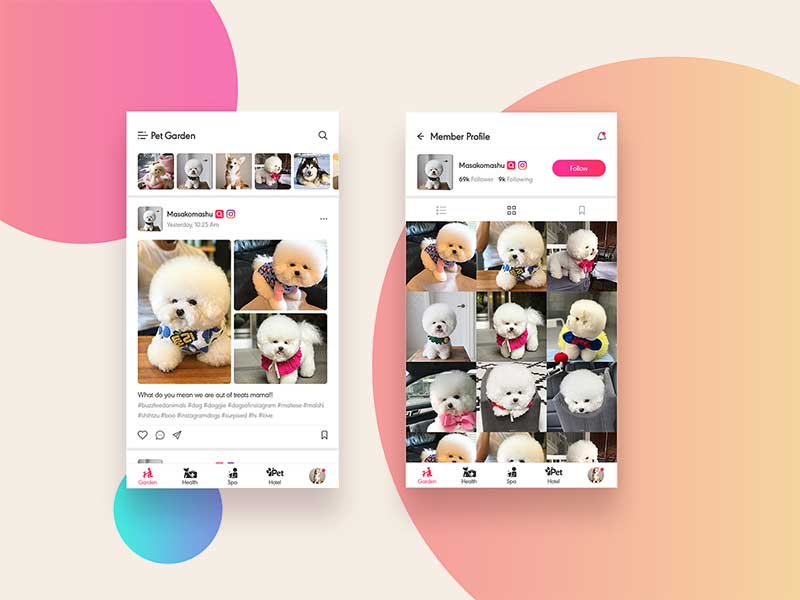 Pet Garden
Masakomashu
Yesterday, 10:25 Am
What do you mean we are out of treats mama!!
#buzzfeedanimals #dog #doggie #dogsofinstagram #maltese #malshi
#shihtzu #boo #instagramdogs #surpised #hi #love.
Garden Health Spa Pet Hotel
Member Profile
Masakomashu
69k Follower 9k Following
Follow
Garden Health Spa Pet Hotel